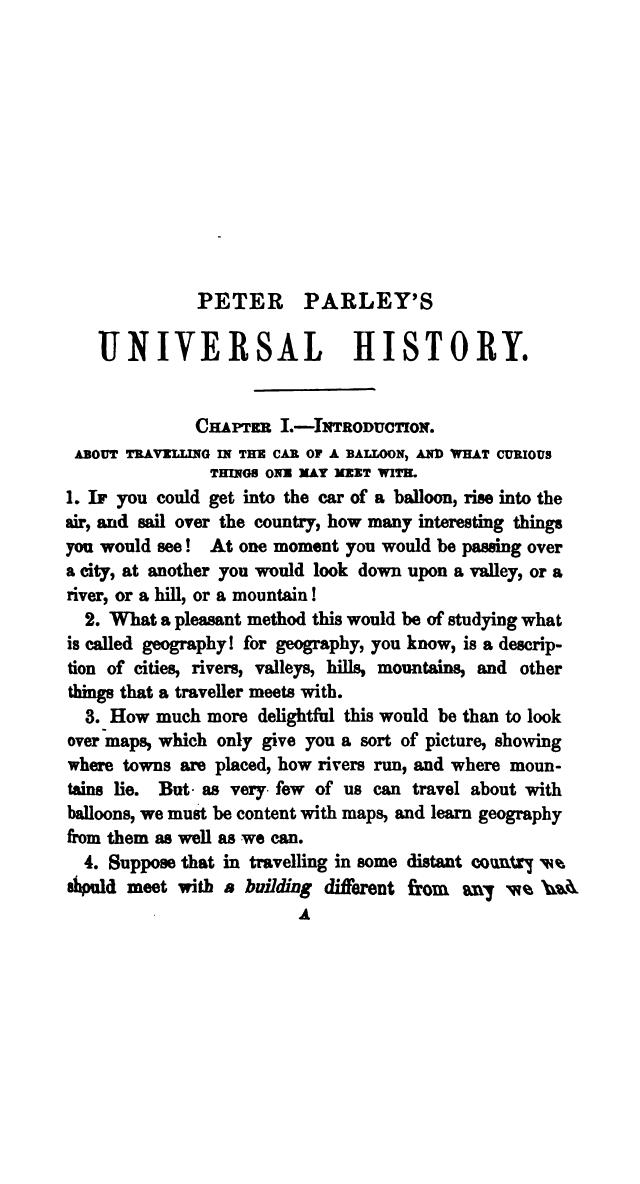 PETER PARLEY'S
UNIVERSAL HISTORY.
CHAPTER I.—INTRODUCTION.
ABOUT TRAVELLING IN THE CAR OF A BALLOON, AND WHAT CURIOUS
THINGS ONE MAY MEET WITH.
1. IF you could get into the car of a balloon, rise into the
air, and sail over the country, how many interesting things
you would see! At one moment you would be passing over
a city, at another you would look down upon a valley, or a
river, or a hill, or a mountain!
2. What a pleasant method this would be of studying what
is called geography! for geography, you know, is a descrip-
tion of cities, rivers, valleys, hills, mountains, and other
things that a traveller meets with.
3. How much more delightful this would be than to look
over maps, which only give you a sort of picture, showing
where towns are placed, how rivers run, and where moun-
tains lie. But as very few of us can travel about with
balloons, we must be content with maps, and learn geography
from them as well as we can.
4. Suppose that in travelling in some distant country we
should meet with a building different from any we had
A